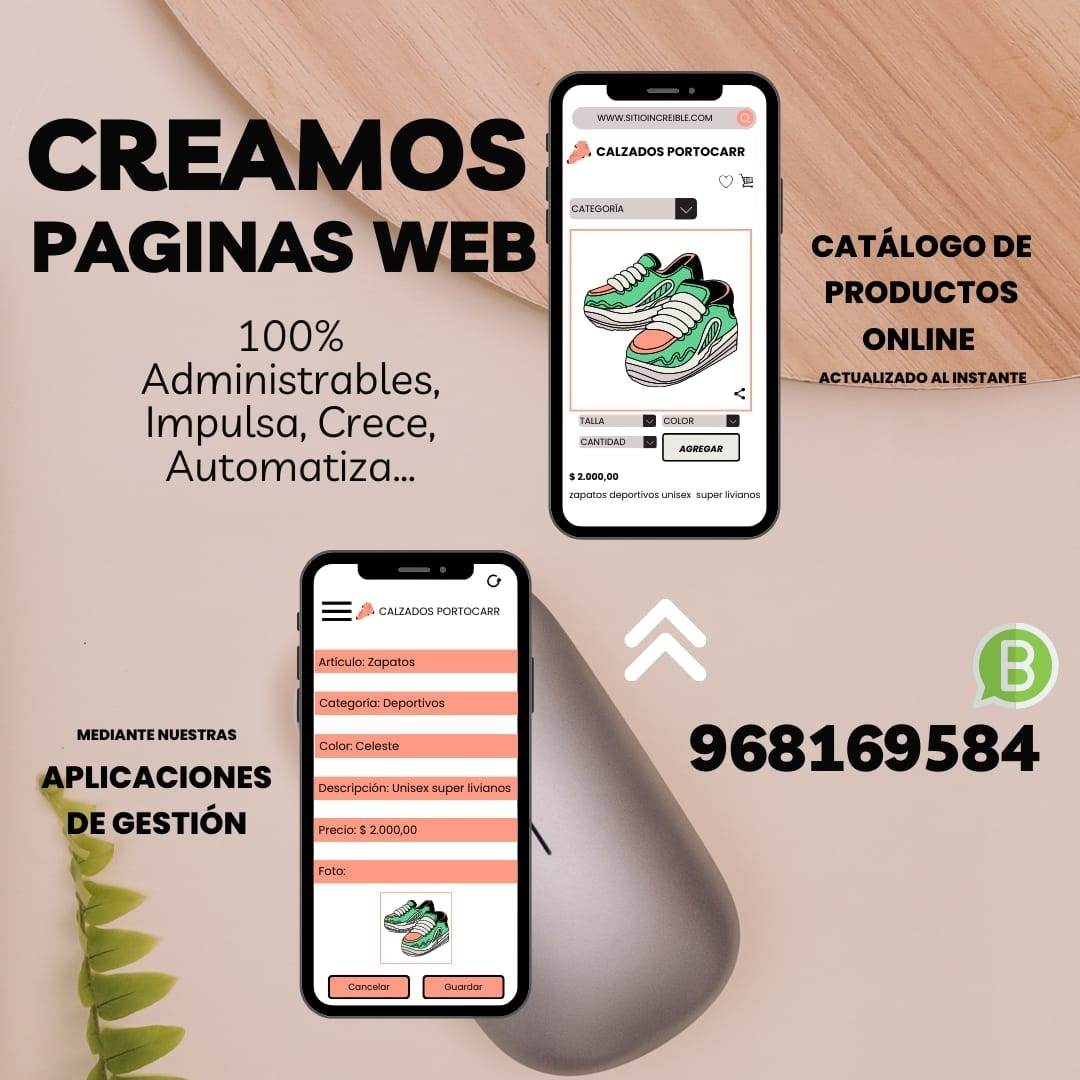 CREAMOS
PAGINAS WEB
100%
Administrables,
Impulsa, Crece,
Automatiza...
WWW.SITIOINCREIBLE.COM
CALZADOS PORTOCARR
CATEGORÍA
TALLA
COLOR
CANTIDAD
AGREGAR
$ 2.000,00
zapatos deportivos unisex super livianos
CATÁLOGO DE
PRODUCTOS
ONLINE
ACTUALIZADO AL INSTANTE
MEDIANTE NUESTRAS
APLICACIONES
DE GESTIÓN
CALZADOS PORTOCARR
Artículo: Zapatos
Categoría: Deportivos
Color: Celeste
Descripción: Unisex super livianos
Precio: $ 2.000,00
Foto:
Cancelar
Guardar
B
968169584